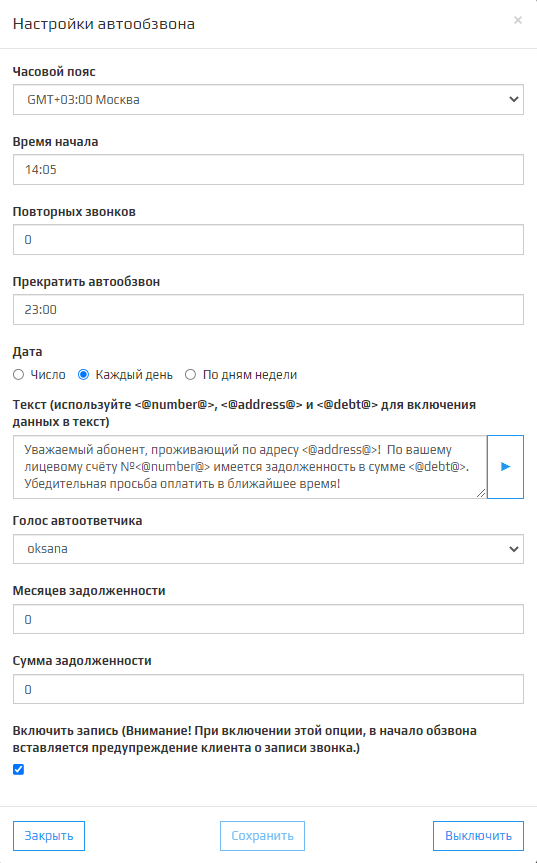 Настройки автообзвона
×
Часовой пояс
GMT+03:00 Москва
Время начала
14:05
Повторных звонков
0
Прекратить автообзвон
23:00
Дата
Число Каждый день По дням недели
Текст (используйте <@number@>, <@address@> и <@debt@> для включения
данных в текст)
Уважаемый абонент, проживающий по адресу <@address@>! По вашему
лицевому счёту №<@number@> имеется задолженность в сумме <@debt@>.
Убедительная просьба оплатить в ближайшее время!
Голос автоответчика
oksana
Месяцев задолженности
0
Сумма задолженности
0
Включить запись (Внимание! При включении этой опции, в начало обзвона
вставляется предупреждение клиента о записи звонка.)
Закрыть Сохранить Выключить